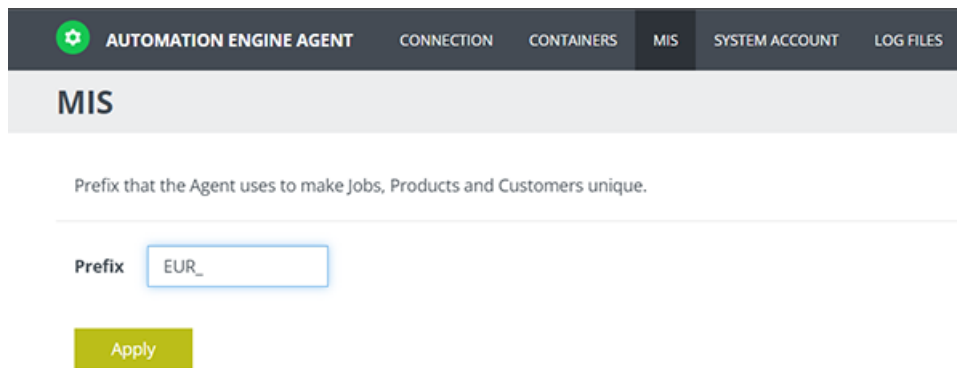 AUTOMATION ENGINE AGENT CONNECTION CONTAINERS MIS SYSTEM ACCOUNT LOG FILES
MIS
Prefix that the Agent uses to make Jobs, Products and Customers unique.
Prefix EUR_
Apply